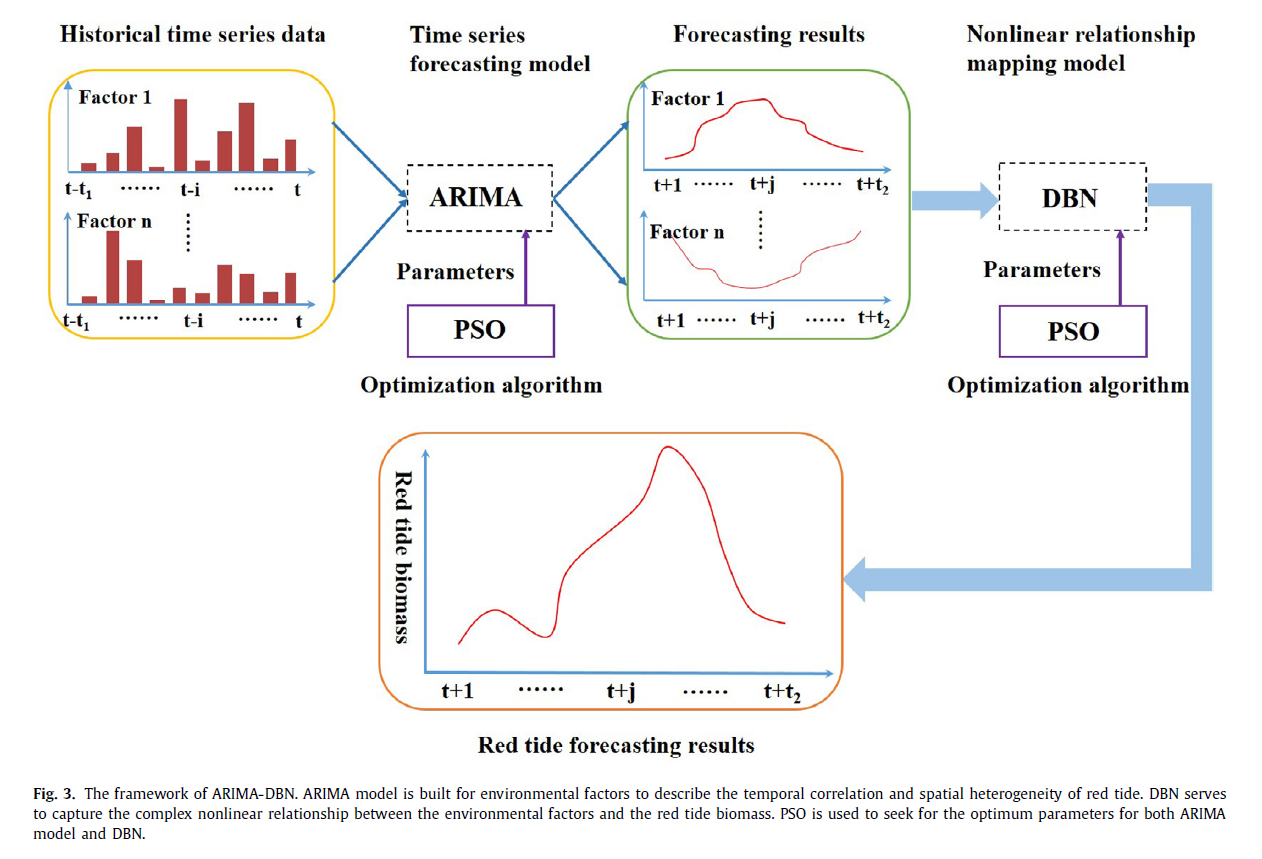 Historical time series data
Time series
forecasting model
Forecasting results
Nonlinear relationship
mapping model
Factor 1
t-t1 ...... t-i ...... t
Factor n
t-t1 ...... t-i ...... t
ARIMA
Parameters
PSO
Optimization algorithm
Factor 1
t+1 ...... t+j ...... t+t2
Factor n
t+1 ...... t+j ...... t+t2
DBN
Parameters
PSO
Optimization algorithm
Red tide biomass
t+1 ...... t+j ...... t+t2
Red tide forecasting results
Fig. 3. The framework of ARIMA-DBN. ARIMA model is built for environmental factors to describe the temporal correlation and spatial heterogeneity of red tide. DBN serves
to capture the complex nonlinear relationship between the environmental factors and the red tide biomass. PSO is used to seek for the optimum parameters for both ARIMA
model and DBN.